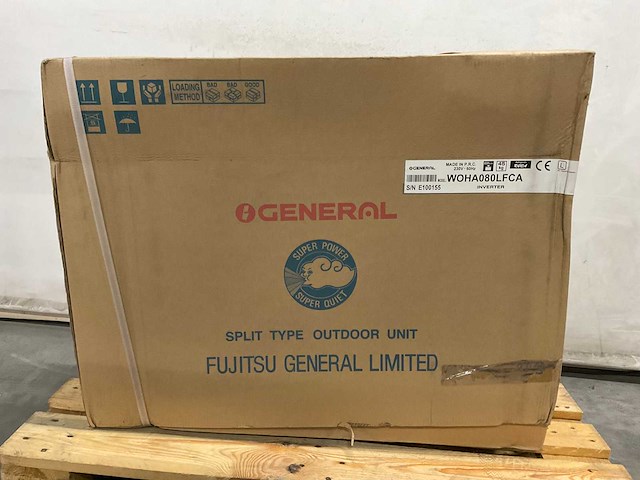 LOADING METHOD
BAD BAD GOOD
GENERAL
MADE IN P.R.C.
230V~50Hz
WOHA080LFCA
S/N E100155
INVERTER
CE
GENERAL
SUPER POWER
SUPER QUIET
SPLIT TYPE OUTDOOR UNIT
FUJITSU GENERAL LIMITED